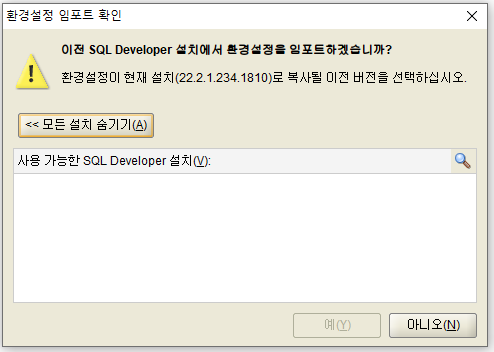 환경설정 임포트 확인
이전 SQL Developer 설치에서 환경설정을 임포트하겠습니까?
환경설정이 현재 설치(22.2.1.234.1810)로 복사될 이전 버전을 선택하십시오.
<< 모든 설치 숨기기(A)
사용 가능한 SQL Developer 설치(V):
예(Y)
아니오(N)